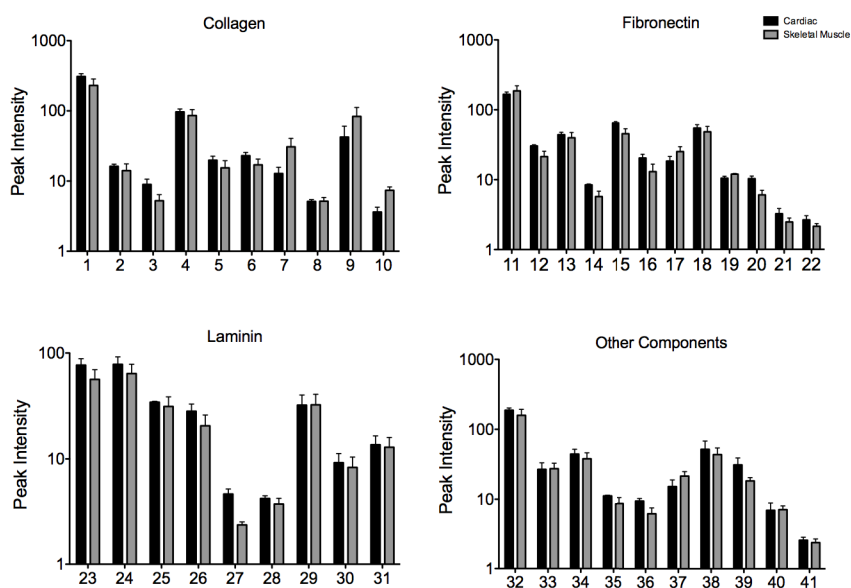 Collagen
Peak Intensity
1000
100
10
1
1 2 3 4 5 6 7 8 9 10
Fibronectin
Cardiac
Skeletal Muscle
Peak Intensity
1000
100
10
1
11 12 13 14 15 16 17 18 19 20 21 22
Laminin
Peak Intensity
100
10
1
23 24 25 26 27 28 29 30 31
Other Components
Peak Intensity
1000
100
10
1
32 33 34 35 36 37 38 39 40 41